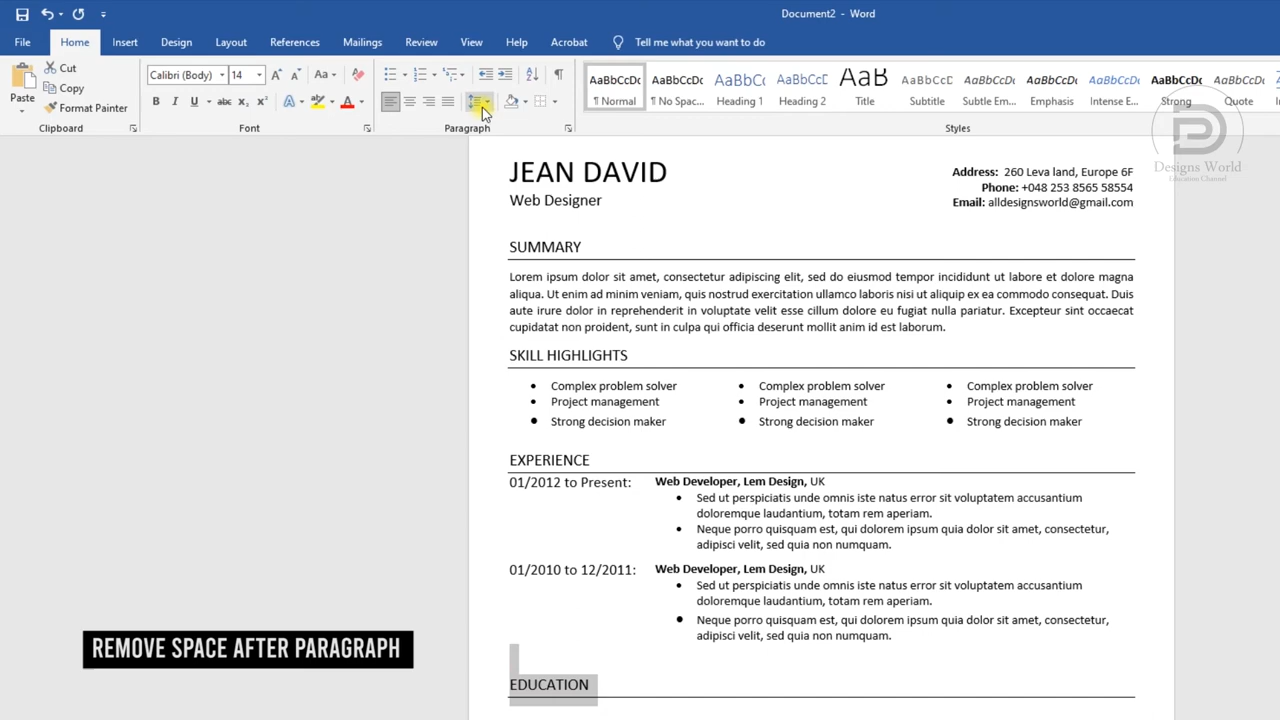 Document2 - Word
File Home Insert Design Layout References Mailings Review View Help Acrobat Tell me what you want to do
Paste
Cut
Copy
Format Painter
Clipboard
Calibri (Body) 14
Font
Paragraph
AaBbCcDc AaBbCcDc AaBbCc AaBbCcD AaB AaBbCcD AaBbCcDc AaBbCcDc AaBbCcDc AaBbCcDc AaBbCcDc
¶ Normal ¶ No Spac... Heading 1 Heading 2 Title Subtitle Subtle Em... Emphasis Intense E... Strong Quote
Styles
Designs World
Education Channel
JEAN DAVID
Web Designer
Address: 260 Leva land, Europe 6F
Phone: +048 253 8565 58554
Email: alldesignsworld@gmail.com
SUMMARY
Lorem ipsum dolor sit amet, consectetur adipiscing elit, sed do eiusmod tempor incididunt ut labore et dolore magna
aliqua. Ut enim ad minim veniam, quis nostrud exercitation ullamco laboris nisi ut aliquip ex ea commodo consequat. Duis
aute irure dolor in reprehenderit in voluptate velit esse cillum dolore eu fugiat nulla pariatur. Excepteur sint occaecat
cupidatat non proident, sunt in culpa qui officia deserunt mollit anim id est laborum.
SKILL HIGHLIGHTS
• Complex problem solver • Complex problem solver • Complex problem solver
• Project management • Project management • Project management
• Strong decision maker • Strong decision maker • Strong decision maker
EXPERIENCE
01/2012 to Present: Web Developer, Lem Design, UK
• Sed ut perspiciatis unde omnis iste natus error sit voluptatem accusantium
doloremque laudantium, totam rem aperiam.
• Neque porro quisquam est, qui dolorem ipsum quia dolor sit amet, consectetur,
adipisci velit, sed quia non numquam.
01/2010 to 12/2011: Web Developer, Lem Design, UK
• Sed ut perspiciatis unde omnis iste natus error sit voluptatem accusantium
doloremque laudantium, totam rem aperiam.
• Neque porro quisquam est, qui dolorem ipsum quia dolor sit amet, consectetur,
adipisci velit, sed quia non numquam.
REMOVE SPACE AFTER PARAGRAPH
EDUCATION